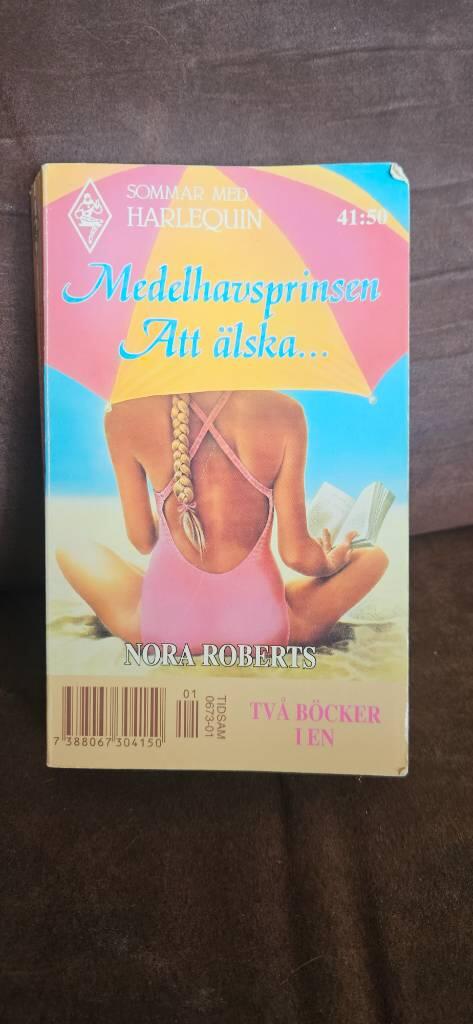 SOMMAR MED
HARLEQUIN
41:50
Medelhavsprinsen
Att älska...
NORA ROBERTS
01
TIDSAM
0673-01
7 388067 304150
TVÅ BÖCKER
I EN